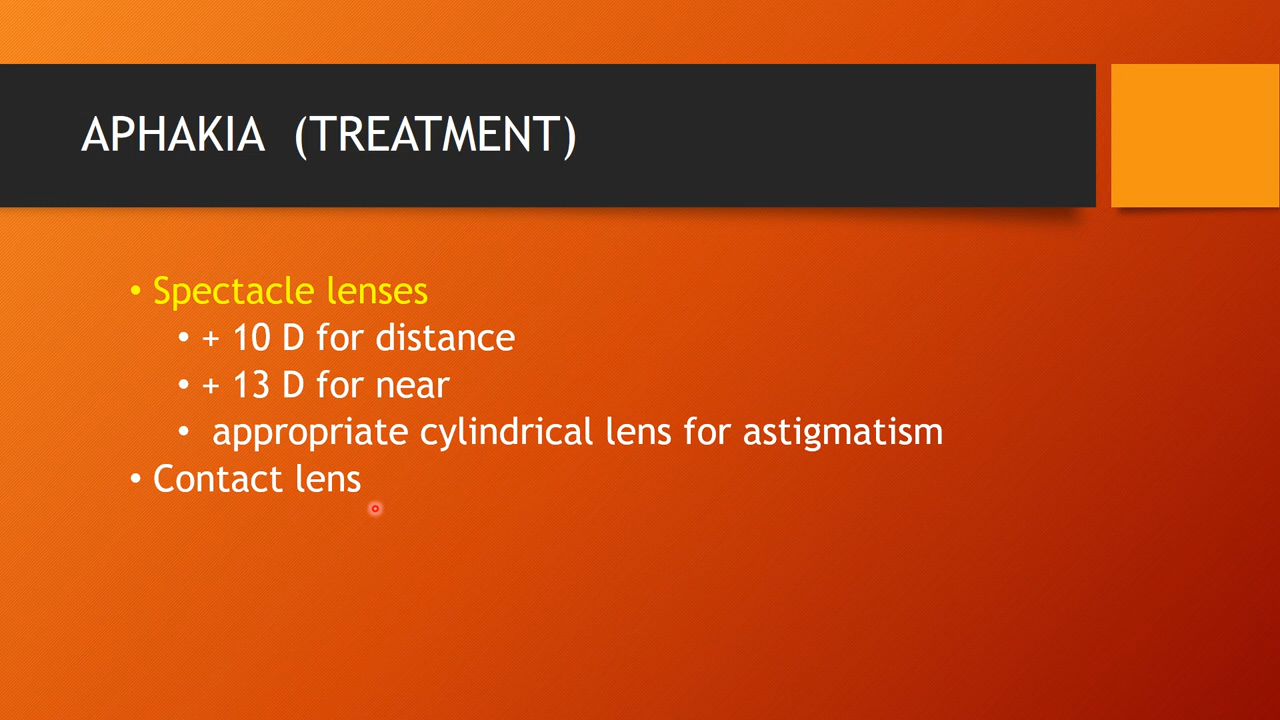 APHAKIA (TREATMENT)
• Spectacle lenses
• + 10 D for distance
• + 13 D for near
• appropriate cylindrical lens for astigmatism
• Contact lens